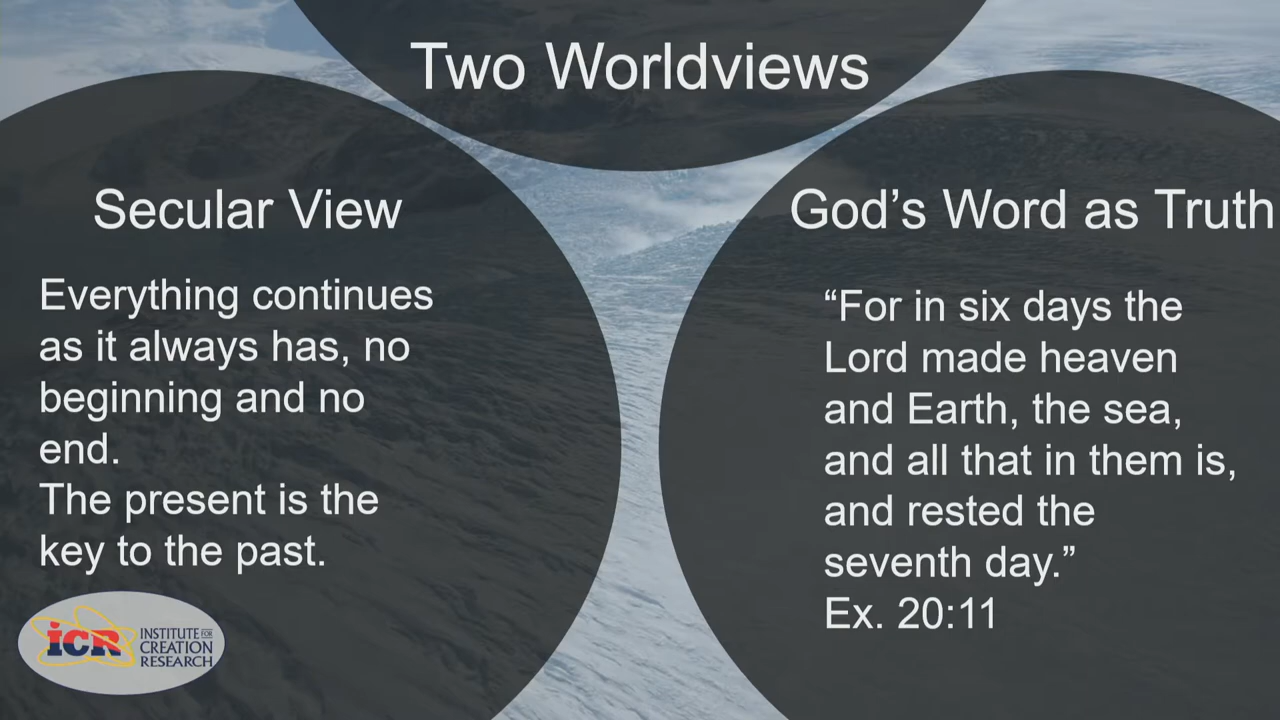 Two Worldviews
Secular View
Everything continues
as it always has, no
beginning and no
end.
The present is the
key to the past.
God’s Word as Truth
“For in six days the
Lord made heaven
and Earth, the sea,
and all that in them is,
and rested the
seventh day.”
Ex. 20:11
iCR
INSTITUTE FOR
CREATION
RESEARCH